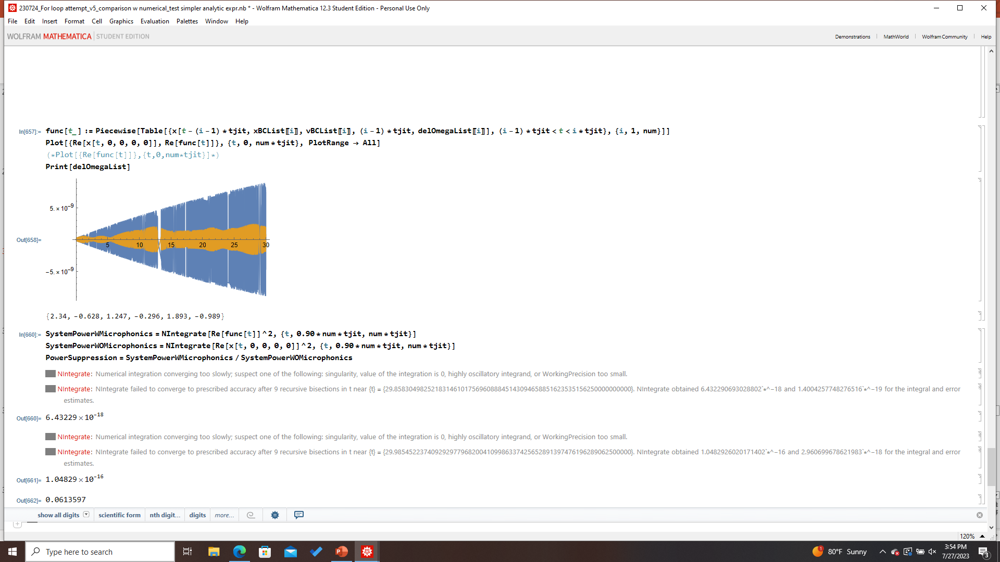 230724_For loop attempt_v5_comparison w numerical_test simpler analytic expr.nb * - Wolfram Mathematica 12.3 Student Edition - Personal Use Only
File Edit Insert Format Cell Graphics Evaluation Palettes Window Help
WOLFRAM MATHEMATICA STUDENT EDITION
Demonstrations MathWorld Wolfram Community Help
In[657]:= func[t_] := Piecewise[Table[{x[t - (i - 1) * tjit, xBCList[[i]], vBCList[[i]], (i - 1) * tjit, delOmegaList[[i]]], (i - 1) * tjit < t < i * tjit}, {i, 1, num}]]
Plot[{Re[x[t, 0, 0, 0, 0]], Re[func[t]]}, {t, 0, num * tjit}, PlotRange → All]
(*Plot[{Re[func[t]]},{t,0,num*tjit}]*)
Print[delOmegaList]
5. × 10^-9
Out[658]=
5 10 15 20 25 30
-5. × 10^-9
{2.34, -0.628, 1.247, -0.296, 1.893, -0.989}
In[660]:= SystemPowerWMicrophonics = NIntegrate[Re[func[t]] ^ 2, {t, 0.90 * num * tjit, num * tjit}]
SystemPowerWOMicrophonics = NIntegrate[Re[x[t, 0, 0, 0, 0]] ^ 2, {t, 0.90 * num * tjit, num * tjit}]
PowerSuppression = SystemPowerWMicrophonics / SystemPowerWOMicrophonics
NIntegrate: Numerical integration converging too slowly; suspect one of the following: singularity, value of the integration is 0, highly oscillatory integrand, or WorkingPrecision too small.
NIntegrate: NIntegrate failed to converge to prescribed accuracy after 9 recursive bisections in t near {t} = {29.8583049825218314610175696088845143094658851623535156250000000000}. NIntegrate obtained 6.432290693028802`*^-18 and 1.4004257748276516`*^-19 for the integral and error
estimates.
Out[660]= 6.43229 × 10^-18
NIntegrate: Numerical integration converging too slowly; suspect one of the following: singularity, value of the integration is 0, highly oscillatory integrand, or WorkingPrecision too small.
NIntegrate: NIntegrate failed to converge to prescribed accuracy after 9 recursive bisections in t near {t} = {29.985452237409292977968200410998633742565289139747619628906250000}. NIntegrate obtained 1.0482926020171402`*^-16 and 2.960699678621983`*^-18 for the integral and error
estimates.
Out[661]= 1.04829 × 10^-16
Out[662]= 0.0613597
show all digits scientific form nth digit... digits more...
120%
Type here to search
1
80°F Sunny
3:54 PM
7/27/2023
3